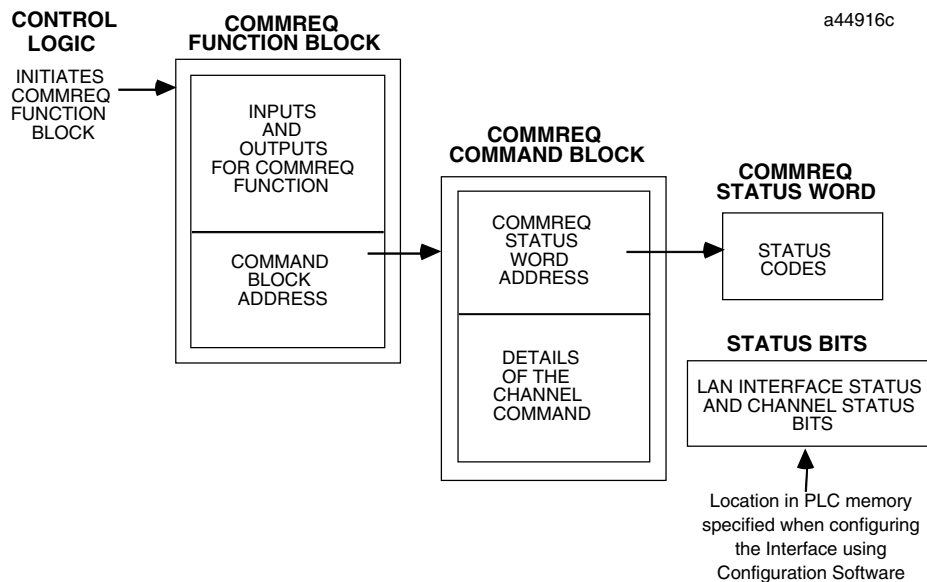 CONTROL
LOGIC
INITIATES
COMMREQ
FUNCTION
BLOCK
COMMREQ
FUNCTION BLOCK
INPUTS
AND
OUTPUTS
FOR COMMREQ
FUNCTION
COMMAND
BLOCK
ADDRESS
COMMREQ
COMMAND BLOCK
COMMREQ
STATUS
WORD
ADDRESS
DETAILS
OF THE
CHANNEL
COMMAND
a44916c
COMMREQ
STATUS WORD
STATUS
CODES
STATUS BITS
LAN INTERFACE STATUS
AND CHANNEL STATUS
BITS
Location in PLC memory
specified when configuring
the Interface using
Configuration Software